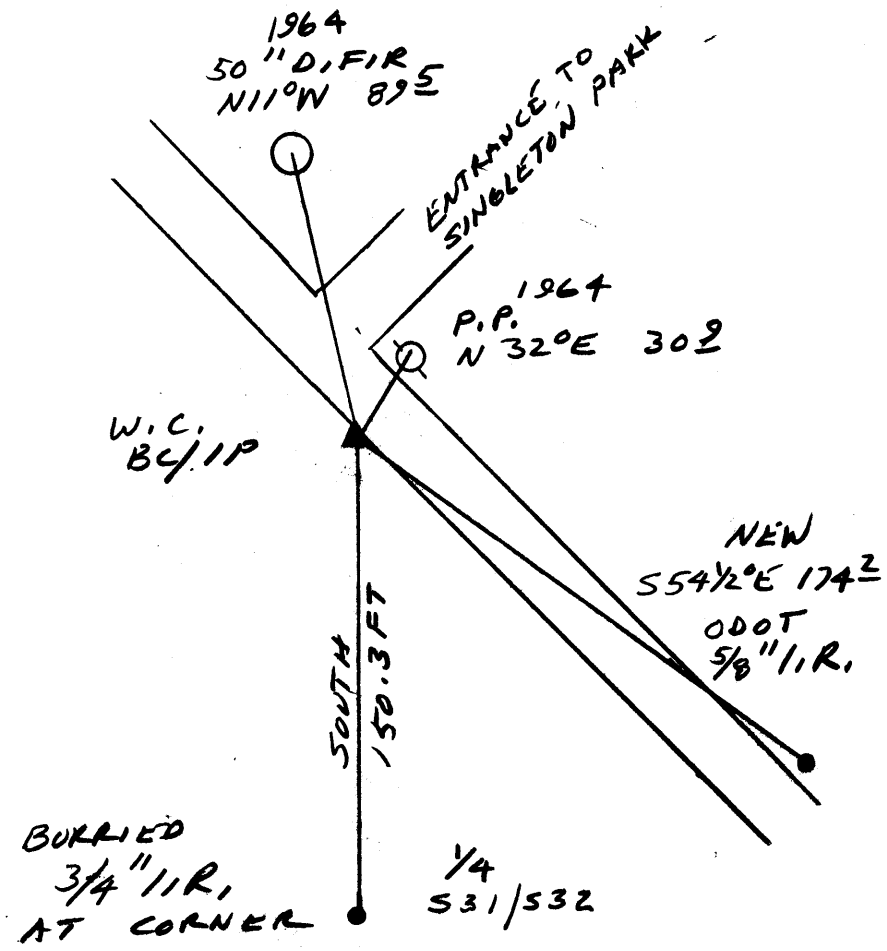 1964
50" D.FIR
N11°W 89 5
ENTRANCE TO
SINGLETON PARK
1964
P.P.
N 32°E 30 9
W.C.
BC/IP
NEW
S54½°E 174 2
ODOT
5/8" I.R.
SOUTH
150.3 FT
BURRIED
3/4" I.R.
AT CORNER
1/4
S31/S32